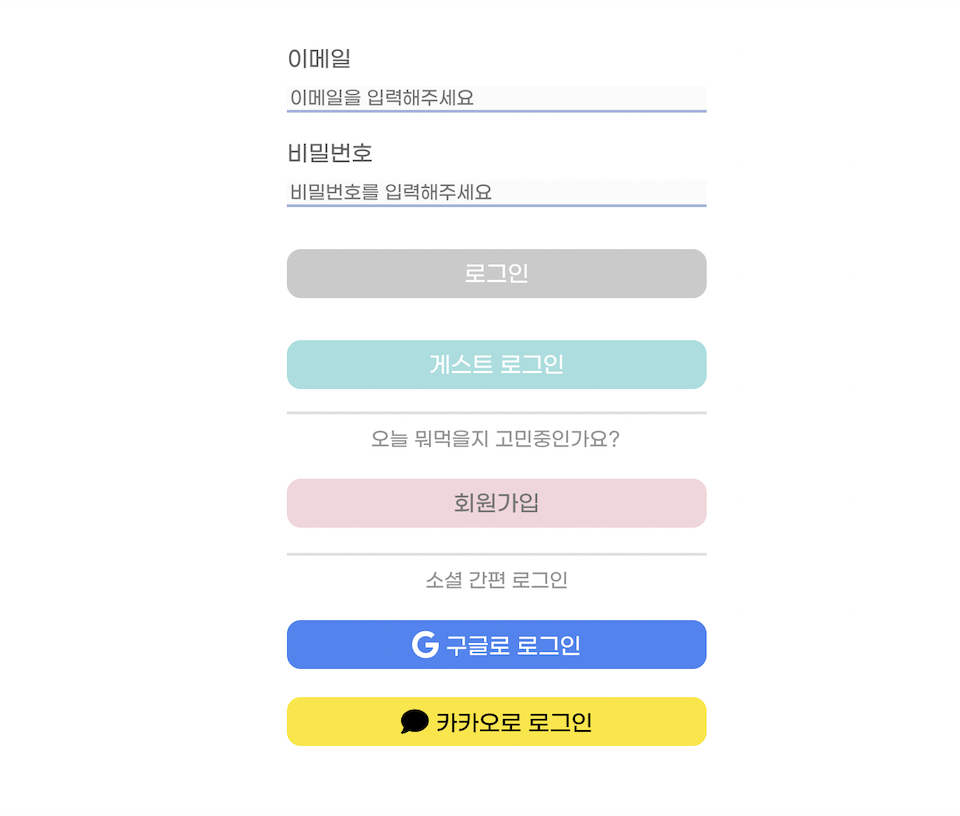 이메일
이메일을 입력해주세요
비밀번호
비밀번호를 입력해주세요
로그인
게스트 로그인
오늘 뭐먹을지 고민중인가요?
회원가입
소셜 간편 로그인
G 구글로 로그인
카카오로 로그인